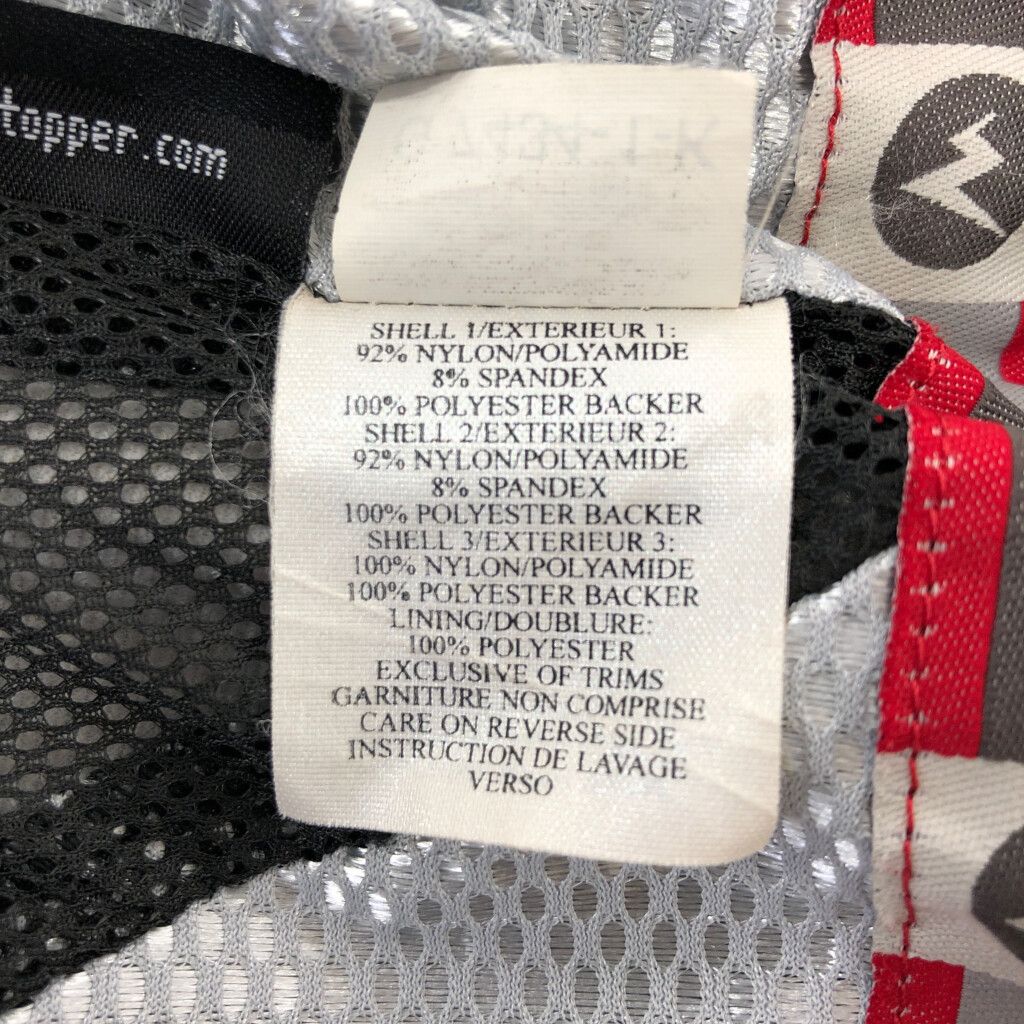 topper.com
SHELL 1/EXTERIEUR 1:
92% NYLON/POLYAMIDE
8% SPANDEX
100% POLYESTER BACKER
SHELL 2/EXTERIEUR 2:
92% NYLON/POLYAMIDE
8% SPANDEX
100% POLYESTER BACKER
SHELL 3/EXTERIEUR 3:
100% NYLON/POLYAMIDE
100% POLYESTER BACKER
LINING/DOUBLURE:
100% POLYESTER
EXCLUSIVE OF TRIMS
GARNITURE NON COMPRISE
CARE ON REVERSE SIDE
INSTRUCTION DE LAVAGE
VERSO